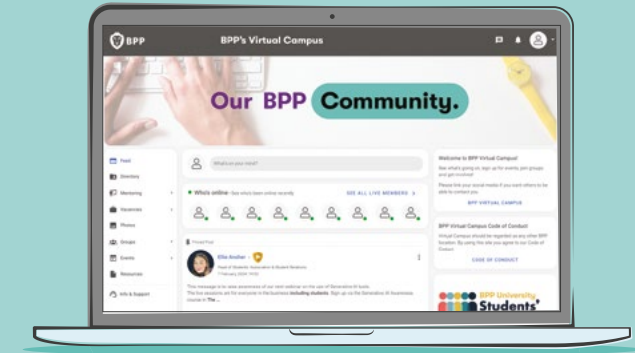 BPP
BPP's Virtual Campus
Our BPP Community.
Feed
Directory
Mentoring
Vacancies
Photos
Groups
Events
Resources
Info & Support
What's on your mind?
Who's online - See who's been online recently
SEE ALL LIVE MEMBERS >
Pinned Post
Head of Students' Association & Student Relations
This message is to raise awareness of our next webinar on the use of Generative AI tools.
The live sessions are for everyone in the business including students. Sign up via the Generative AI Awareness
course in The ...
Welcome to BPP Virtual Campus!
See what's going on, sign up for events, join groups
and get involved!
Please link your social media if you want others to be
able to contact you.
BPP VIRTUAL CAMPUS
BPP Virtual Campus Code of Conduct
Virtual Campus should be regarded as any other BPP
location. By using the site you agree to our Code of
Conduct
CODE OF CONDUCT
BPP University
Students'